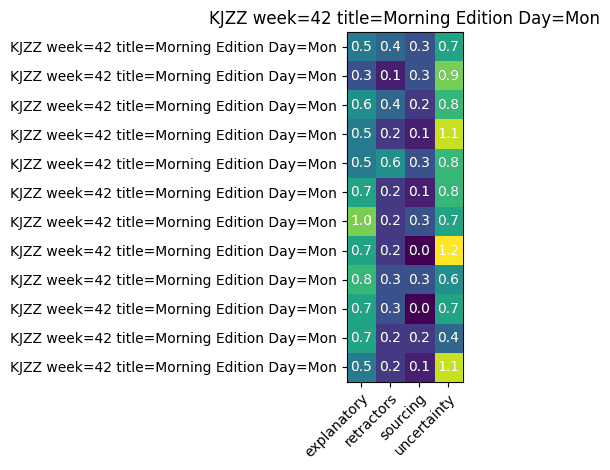 KJZZ week=42 title=Morning Edition Day=Mon
KJZZ week=42 title=Morning Edition Day=Mon 0.5 0.4 0.3 0.7
KJZZ week=42 title=Morning Edition Day=Mon 0.3 0.1 0.3 0.9
KJZZ week=42 title=Morning Edition Day=Mon 0.6 0.4 0.2 0.8
KJZZ week=42 title=Morning Edition Day=Mon 0.5 0.2 0.1 1.1
KJZZ week=42 title=Morning Edition Day=Mon 0.5 0.6 0.3 0.8
KJZZ week=42 title=Morning Edition Day=Mon 0.7 0.2 0.1 0.8
KJZZ week=42 title=Morning Edition Day=Mon 1.0 0.2 0.3 0.7
KJZZ week=42 title=Morning Edition Day=Mon 0.7 0.2 0.0 1.2
KJZZ week=42 title=Morning Edition Day=Mon 0.8 0.3 0.3 0.6
KJZZ week=42 title=Morning Edition Day=Mon 0.7 0.3 0.0 0.7
KJZZ week=42 title=Morning Edition Day=Mon 0.7 0.2 0.2 0.4
KJZZ week=42 title=Morning Edition Day=Mon 0.5 0.2 0.1 1.1
explanatory
retractors
sourcing
uncertainty